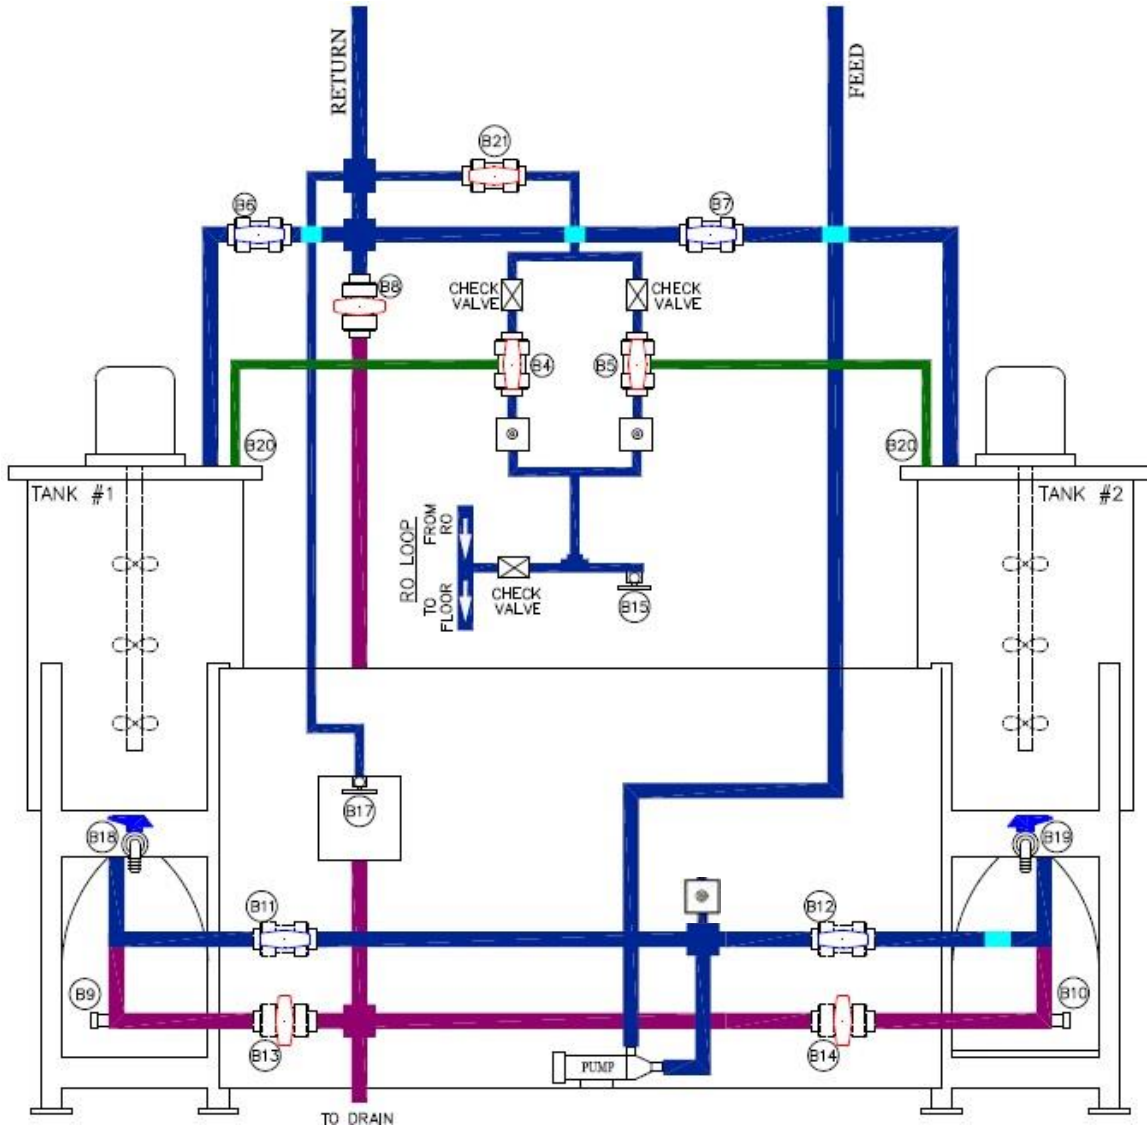 RETURN
FEED
B21
B6
B7
B8
CHECK
VALVE
CHECK
VALVE
B4
B5
B20
B20
TANK #1
TANK #2
RO LOOP
FROM
RO
TO
FLOOR
CHECK
VALVE
B15
B17
B18
B19
B11
B12
B9
B10
B13
B14
PUMP
TO DRAIN